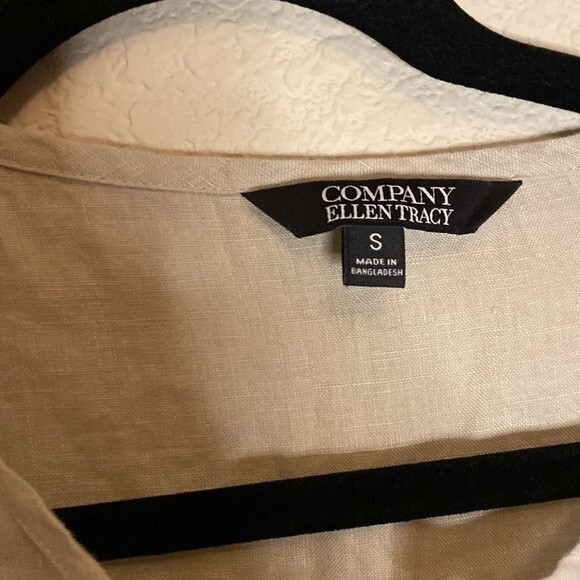 COMPANY
ELLEN TRACY
S
MADE IN
BANGLADESH